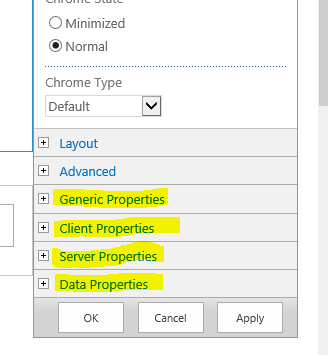 Chrome State
Minimized
Normal
Chrome Type
Default
Layout
Advanced
Generic Properties
Client Properties
Server Properties
Data Properties
OK Cancel Apply